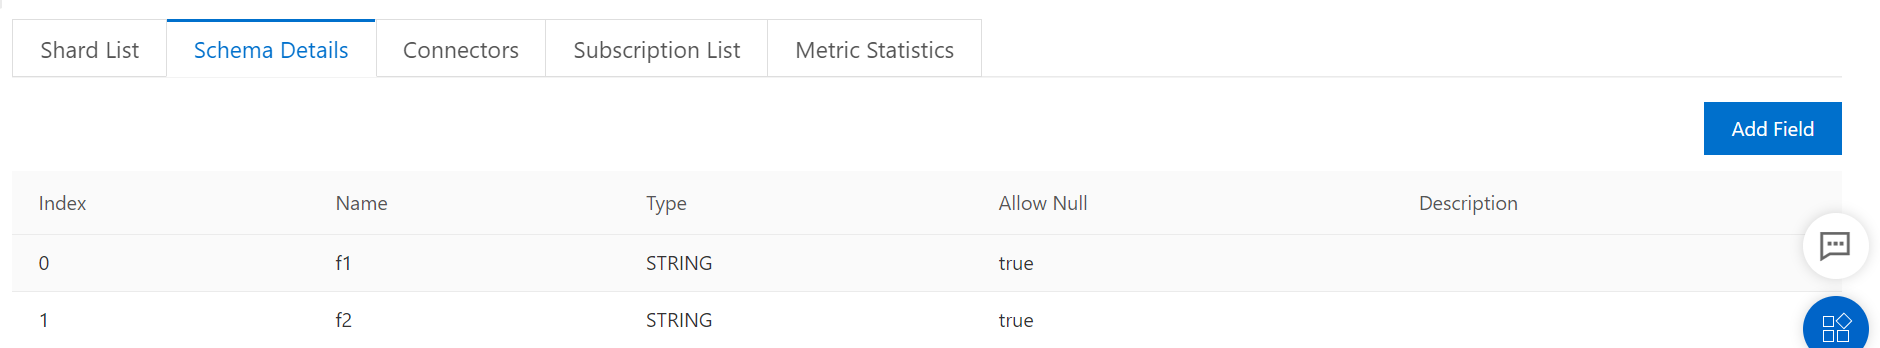 Shard List Schema Details Connectors Subscription List Metric Statistics
Add Field
Index Name Type Allow Null Description
0 f1 STRING true
1 f2 STRING true